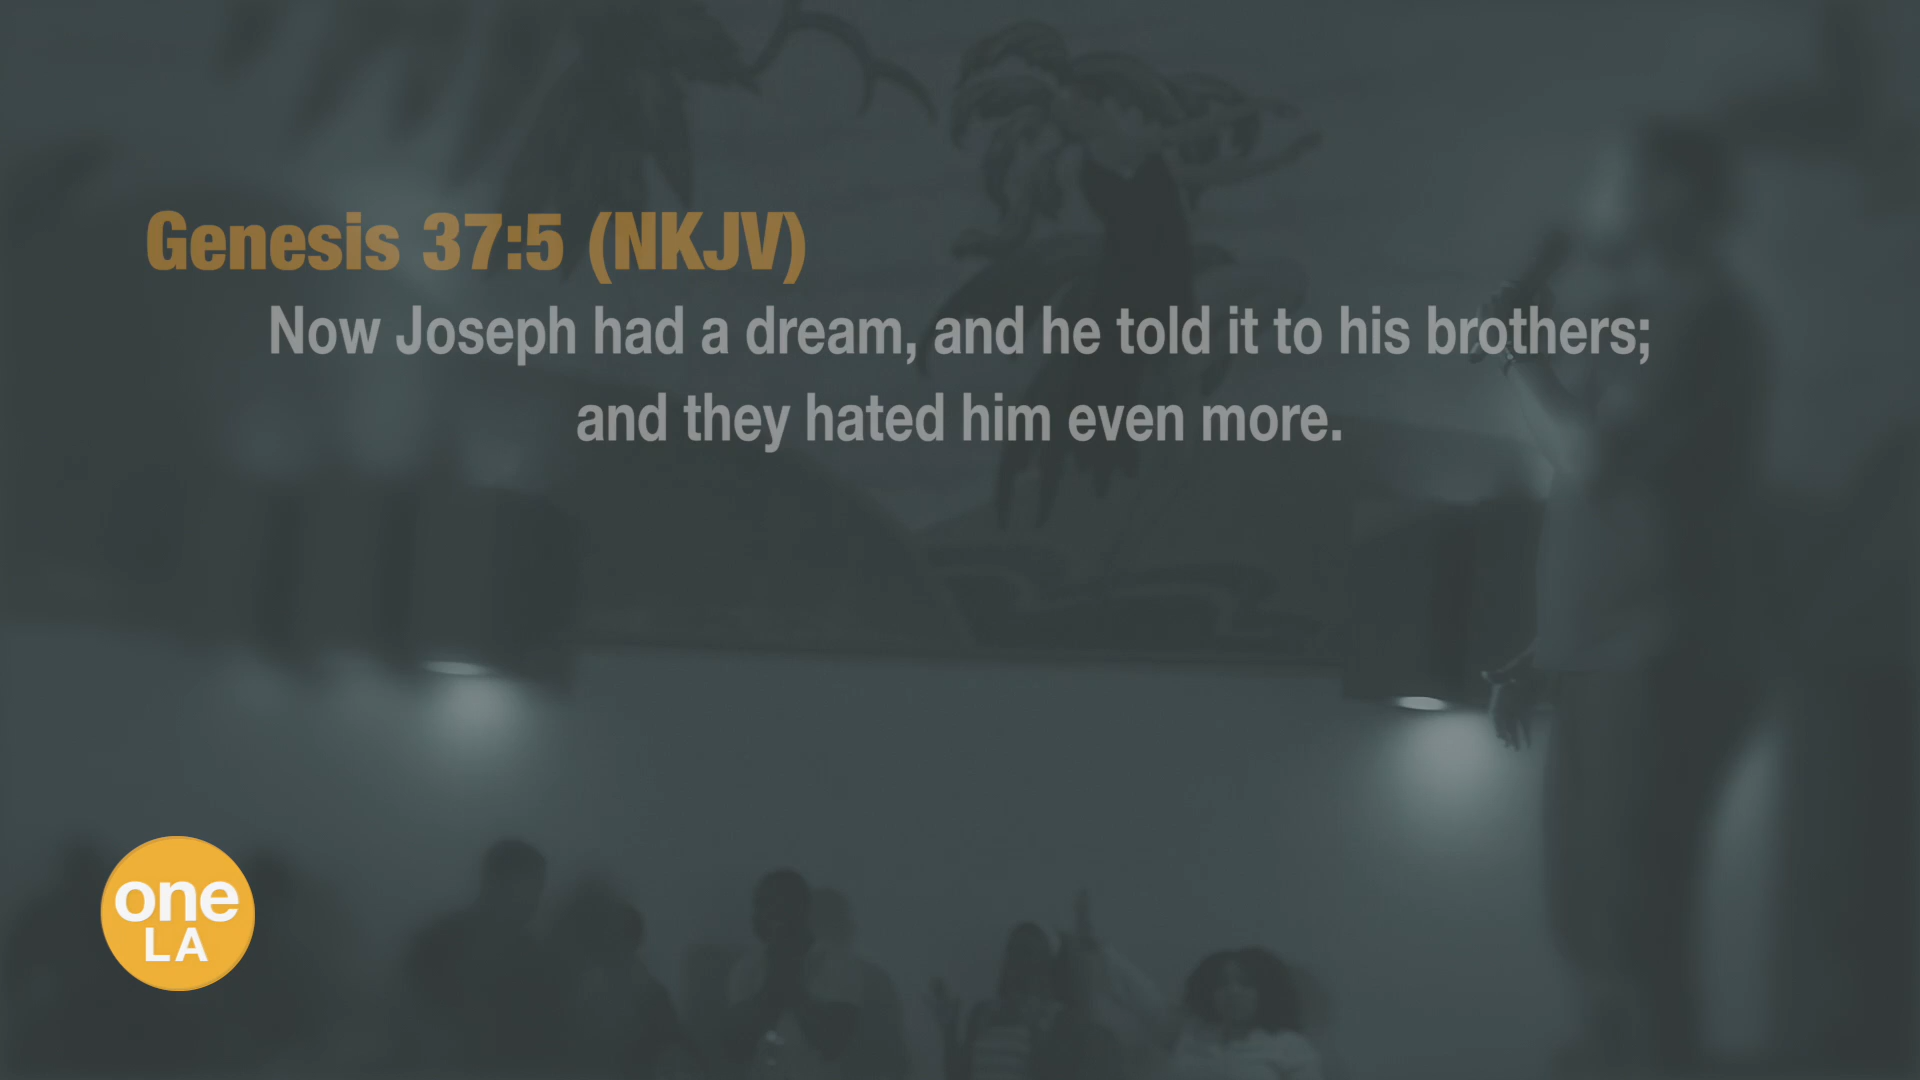 Genesis 37:5 (NKJV)
Now Joseph had a dream, and he told it to his brothers;
and they hated him even more.
one
LA